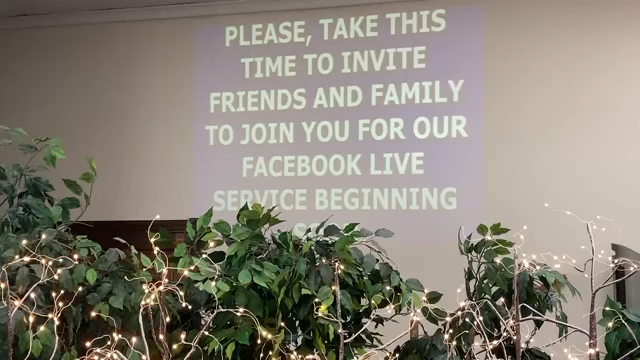 PLEASE, TAKE THIS
TIME TO INVITE
FRIENDS AND FAMILY
TO JOIN YOU FOR OUR
FACEBOOK LIVE
SERVICE BEGINNING